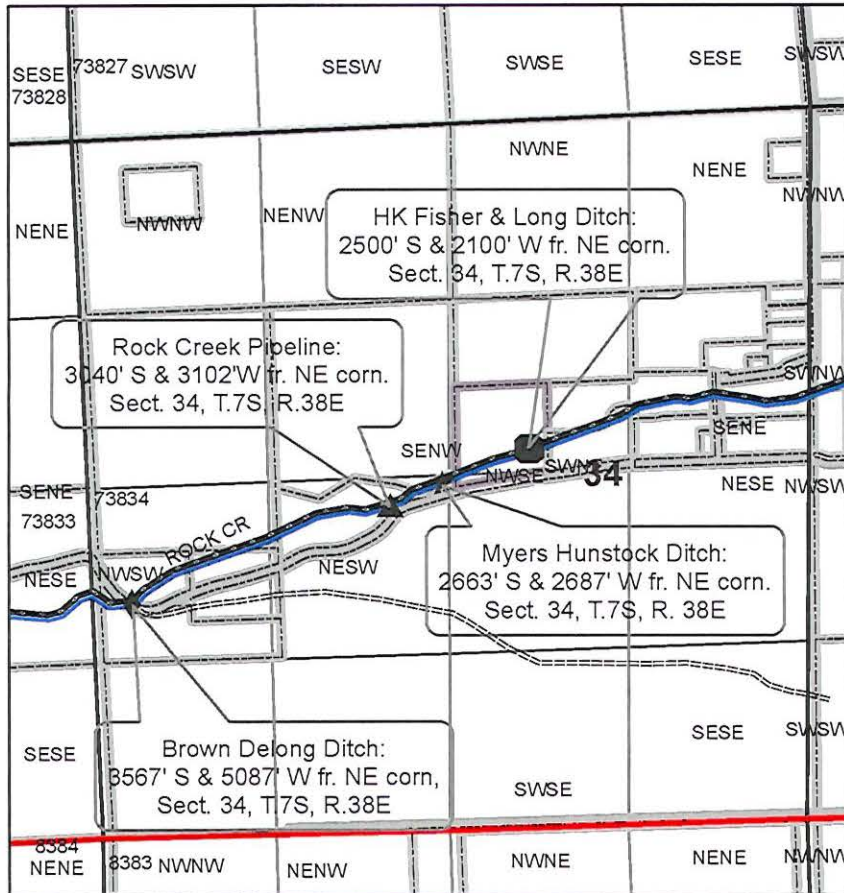 SESE 73827 SWSW SESW SWSE SESE SWSW
73828
NWNE
NENE
NWNW
NENE NWNW NENW
HK Fisher & Long Ditch:
2500' S & 2100' W fr. NE corn.
Sect. 34, T.7S, R.38E
Rock Creek Pipeline:
3040' S & 3102'W fr. NE corn.
Sect. 34, T.7S, R.38E
SWNW
SENW SENE
NWSE 34
NESE NWSW
SENE 73834
73833
ROCK CR
NESE NWSW NESW
Myers Hunstock Ditch:
2663' S & 2687' W fr. NE corn.
Sect. 34, T.7S, R. 38E
SESE SESE SWSW
Brown Delong Ditch:
3567' S & 5087' W fr. NE corn,
Sect. 34, T.7S, R.38E
SWSE
8384
NENE 8383 NWNW NENW NWNE NENE NWNW